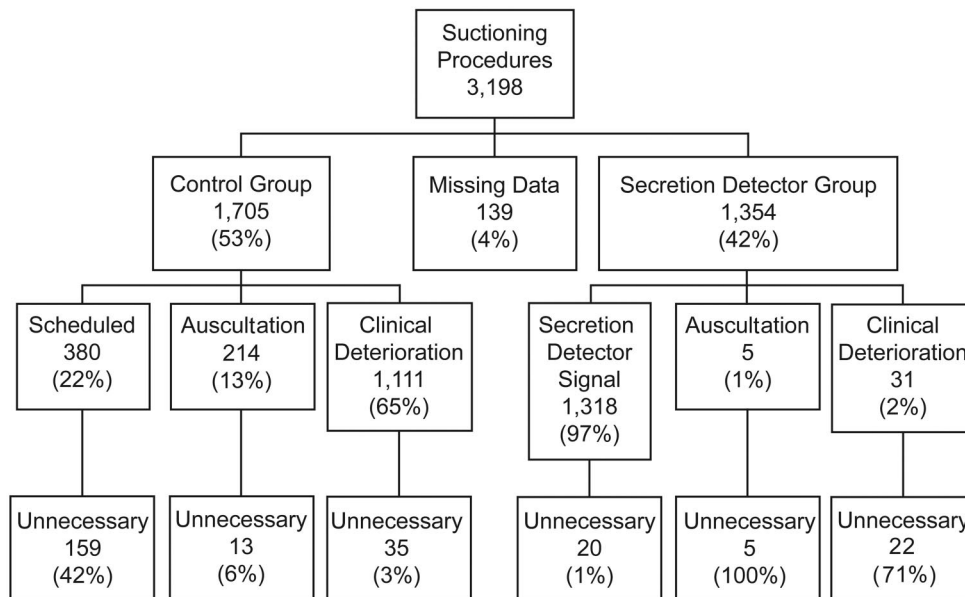 Suctioning
Procedures
3,198
Control Group
1,705
(53%)
Missing Data
139
(4%)
Secretion Detector Group
1,354
(42%)
Scheduled
380
(22%)
Auscultation
214
(13%)
Clinical
Deterioration
1,111
(65%)
Secretion
Detector
Signal
1,318
(97%)
Auscultation
5
(1%)
Clinical
Deterioration
31
(2%)
Unnecessary
159
(42%)
Unnecessary
13
(6%)
Unnecessary
35
(3%)
Unnecessary
20
(1%)
Unnecessary
5
(100%)
Unnecessary
22
(71%)